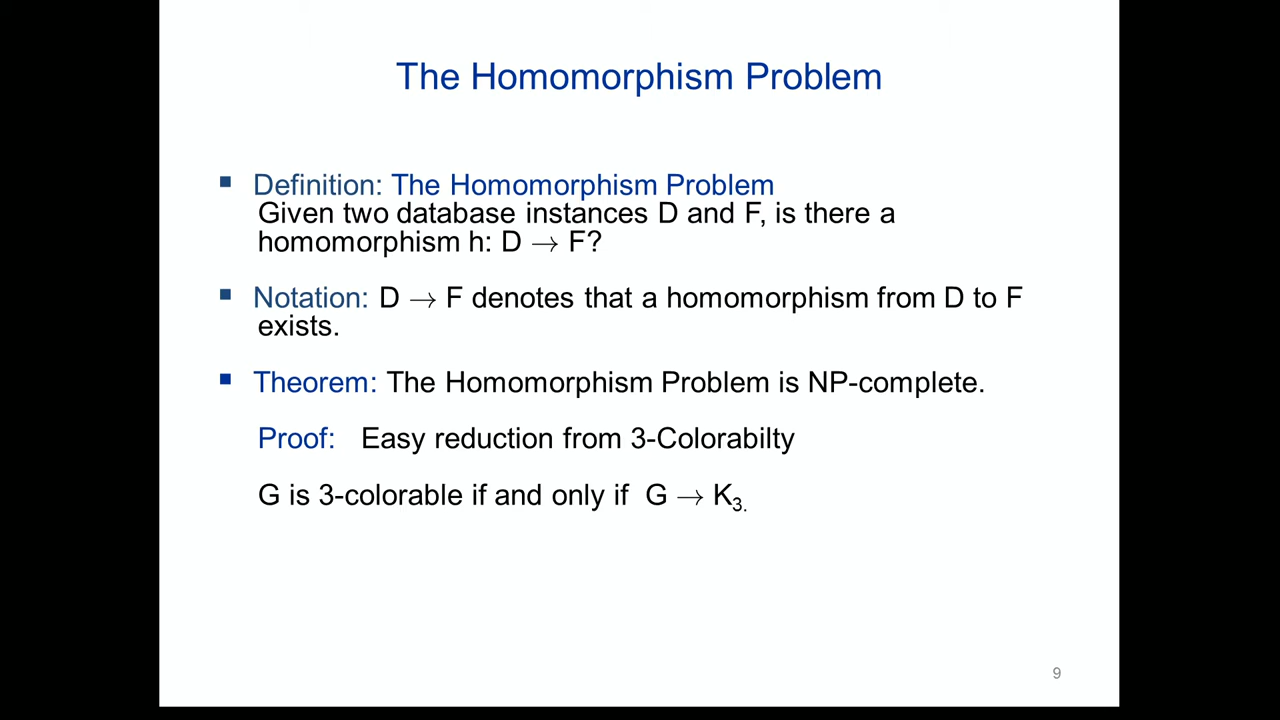 The Homomorphism Problem
▪ Definition: The Homomorphism Problem
Given two database instances D and F, is there a
homomorphism h: D → F?
▪ Notation: D → F denotes that a homomorphism from D to F
exists.
▪ Theorem: The Homomorphism Problem is NP-complete.
Proof: Easy reduction from 3-Colorabilty
G is 3-colorable if and only if G → K₃.
9